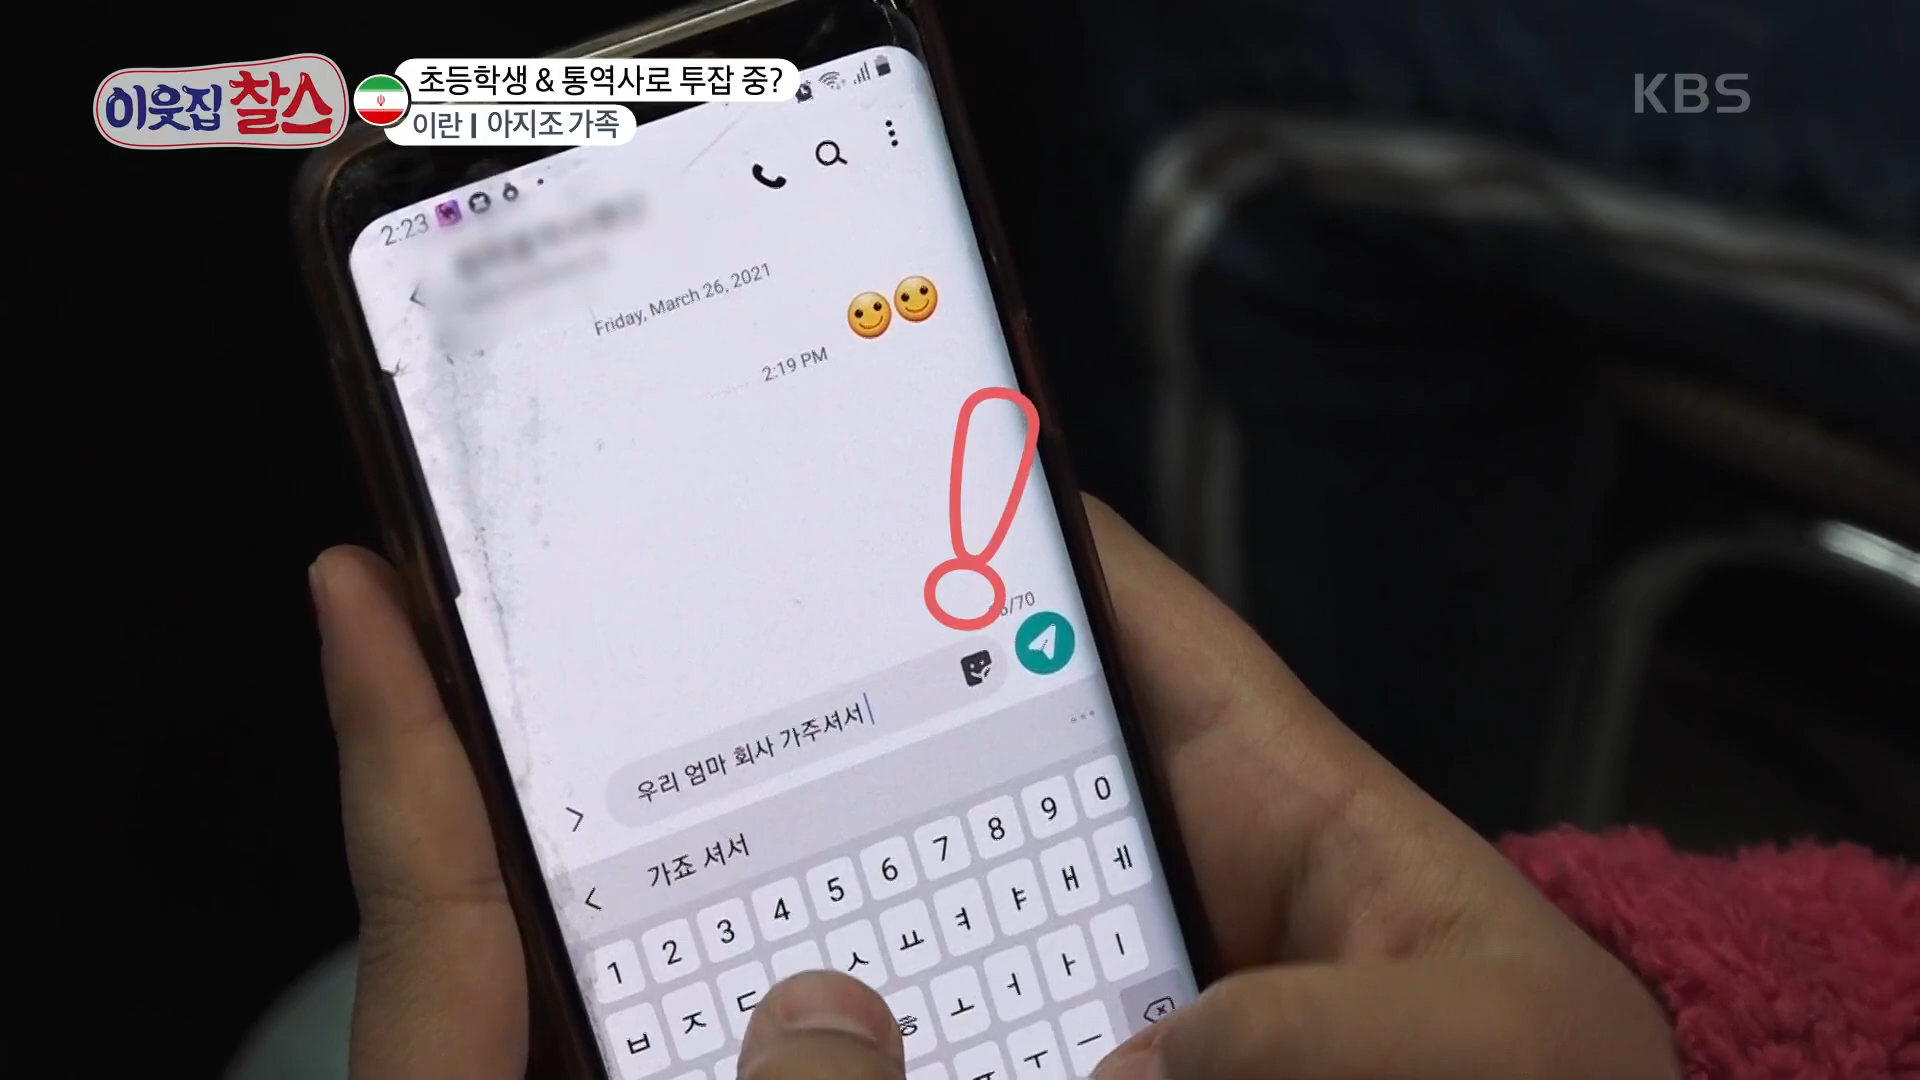 이웃집 찰스
초등학생 & 통역사로 투잡 중?
이란 | 아지조 가족
KBS
2:23
Friday, March 26, 2021
2:19 PM
/70
우리 엄마 회사 가주셔서
가죠 셔서
1 2 3 4 5 6 7 8 9 0
ㅂ ㅈ ㄷ ㅅ ㅛ ㅕ ㅑ ㅐ ㅔ
ㅎ ㅗ ㅓ ㅏ ㅣ
ㅜ ㅡ